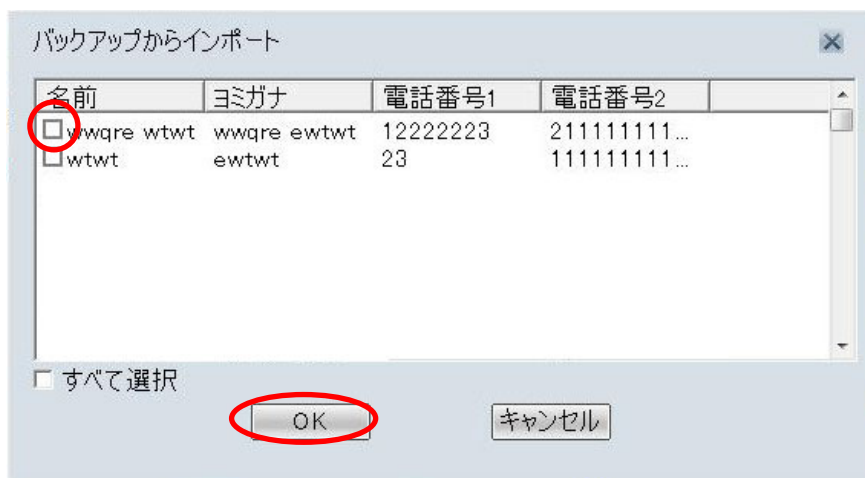 バックアップからインポート
名前 ヨミガナ 電話番号1 電話番号2
wwqre wtwt wwqre ewtwt 12222223 211111111...
wtwt ewtwt 23 111111111...
すべて選択
OK キャンセル